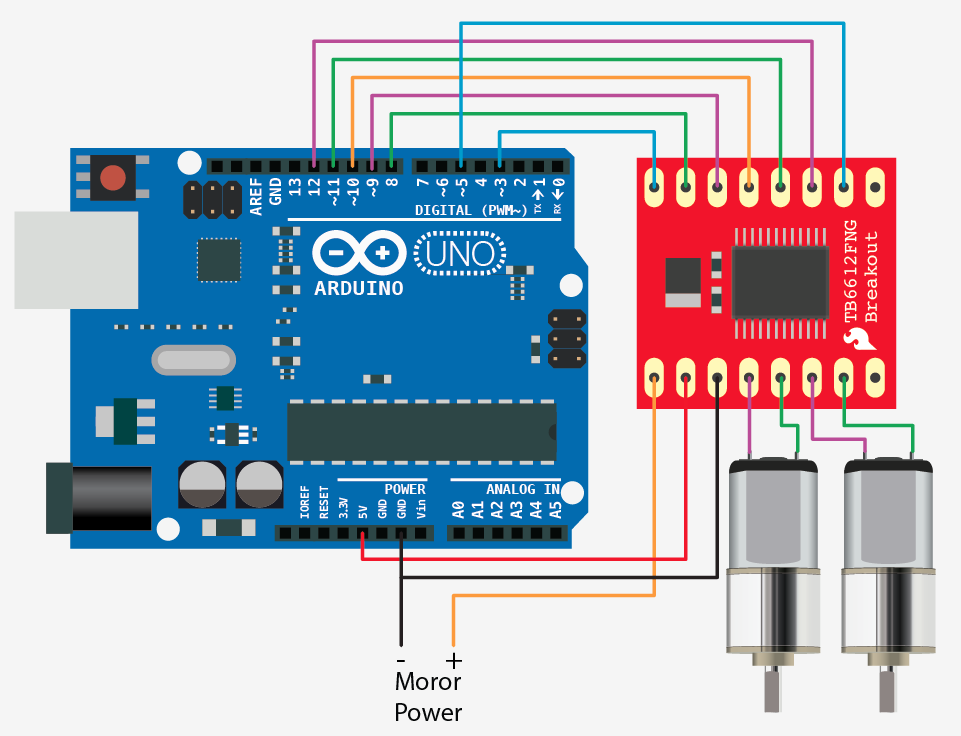 AREF
GND
13
12
~11
~10
~9
8
7
~6
~5
4
~3
2
TX→1
RX←0
DIGITAL (PWM~)
UNO
ARDUINO
TB6612FNG
Breakout
POWER
ANALOG IN
IOREF
RESET
3.3V
5V
GND
GND
Vin
A0
A1
A2
A3
A4
A5
- +
Moror
Power